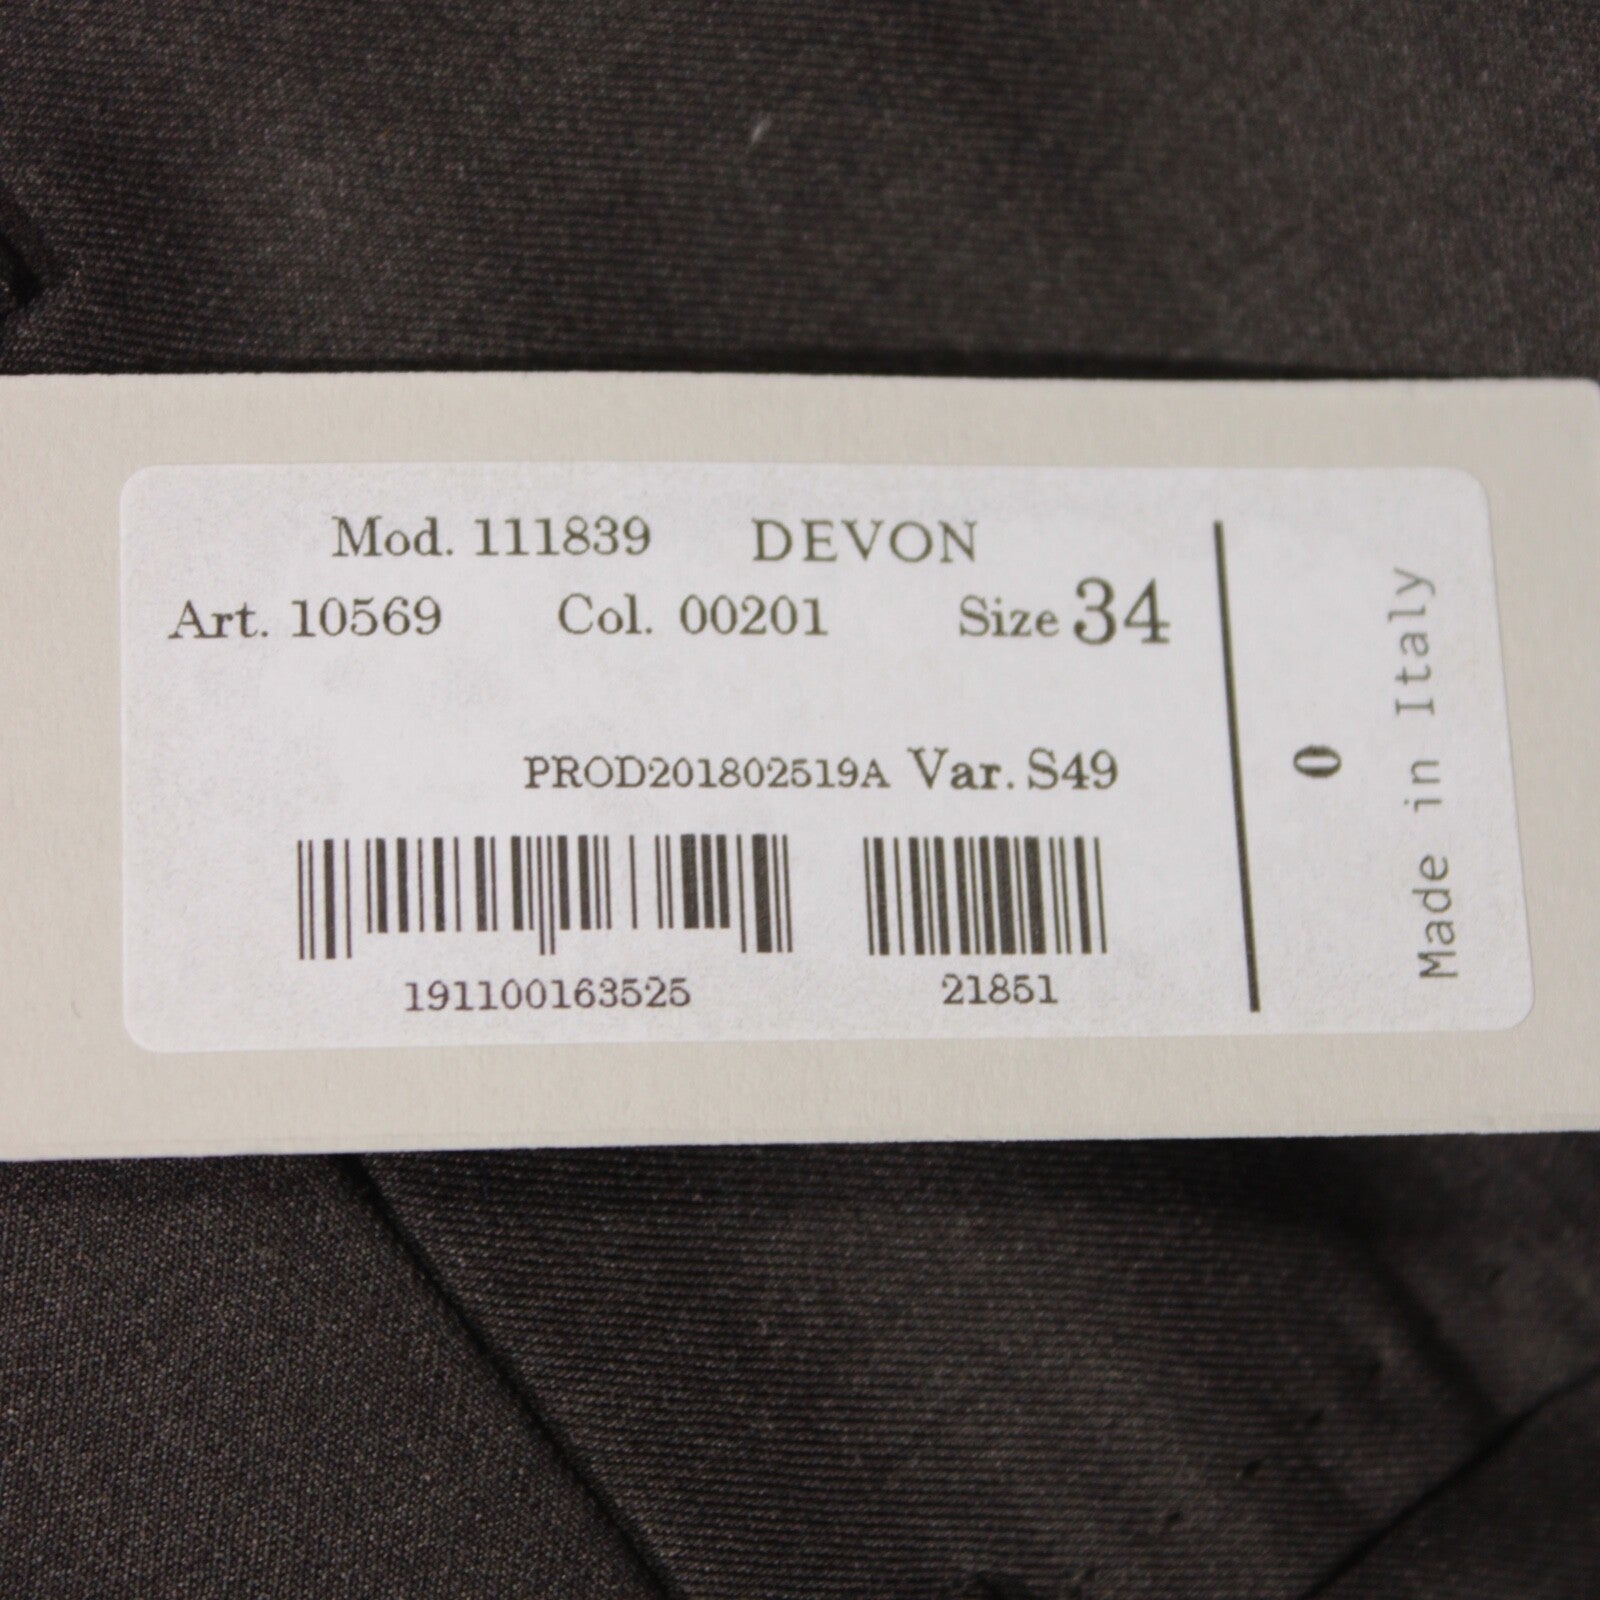 Mod. 111839 DEVON
Art. 10569 Col. 00201 Size 34
PROD201802519A Var. S49
191100163525 21851
0
Made in Italy